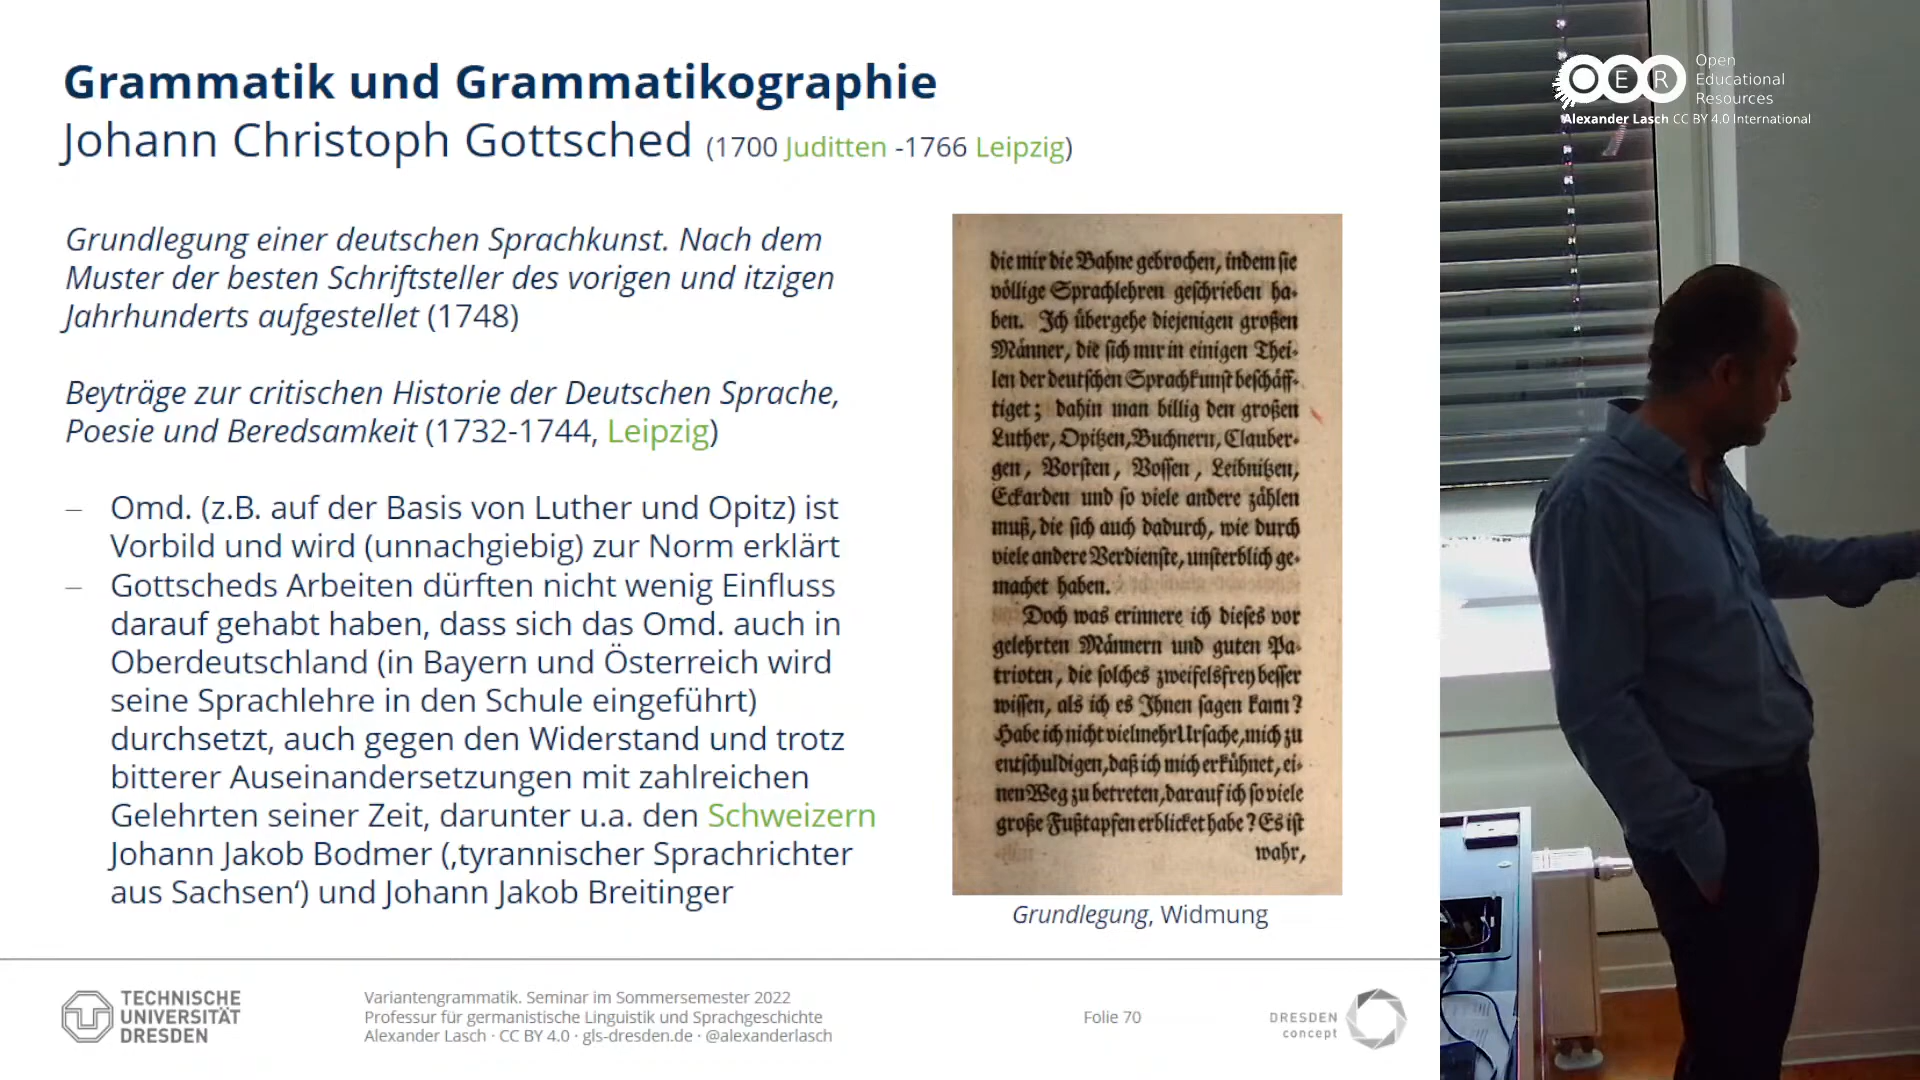 Grammatik und Grammatikographie
Johann Christoph Gottsched (1700 Juditten -1766 Leipzig)
Grundlegung einer deutschen Sprachkunst. Nach dem
Muster der besten Schriftsteller des vorigen und itzigen
Jahrhunderts aufgestellet (1748)
Beyträge zur critischen Historie der Deutschen Sprache,
Poesie und Beredsamkeit (1732-1744, Leipzig)
– Omd. (z.B. auf der Basis von Luther und Opitz) ist
Vorbild und wird (unnachgiebig) zur Norm erklärt
– Gottscheds Arbeiten dürften nicht wenig Einfluss
darauf gehabt haben, dass sich das Omd. auch in
Oberdeutschland (in Bayern und Österreich wird
seine Sprachlehre in den Schule eingeführt)
durchsetzt, auch gegen den Widerstand und trotz
bitterer Auseinandersetzungen mit zahlreichen
Gelehrten seiner Zeit, darunter u.a. den Schweizern
Johann Jakob Bodmer (‚tyrannischer Sprachrichter
aus Sachsen‘) und Johann Jakob Breitinger
die mir die Bahne gebrochen, indem sie
völlige Sprachlehren geschrieben ha-
ben. Ich übergehe diejenigen großen
Männer, die sich nur in einigen Thei-
len der deutschen Sprachkunst beschäff-
tiget; dahin man billig den großen
Luther, Opitzen, Buchnern, Clauber-
gen, Vorsten, Vossen, Leibnitzen,
Eckarden und so viele andere zählen
muß, die sich auch dadurch, wie durch
viele andere Verdienste, unsterblich ge-
machet haben.
Doch was erinnere ich dieses vor
gelehrten Männern und guten Pa-
trioten, die solches zweifelsfrey besser
wissen, als ich es Ihnen sagen kann?
Habe ich nicht vielmehr Ursache, mich zu
entschuldigen, daß ich mich erkühnet, ei-
nen Weg zu betreten, darauf ich so viele
große Fußtapfen erblicket habe? Es ist
wahr,
Grundlegung, Widmung
TECHNISCHE
UNIVERSITÄT
DRESDEN
Variantengrammatik. Seminar im Sommersemester 2022
Professur für germanistische Linguistik und Sprachgeschichte
Alexander Lasch · CC BY 4.0 · gls-dresden.de · @alexanderlasch
Folie 70
DRESDEN
concept
OER
Open
Educational
Resources
Alexander Lasch CC BY 4.0 International